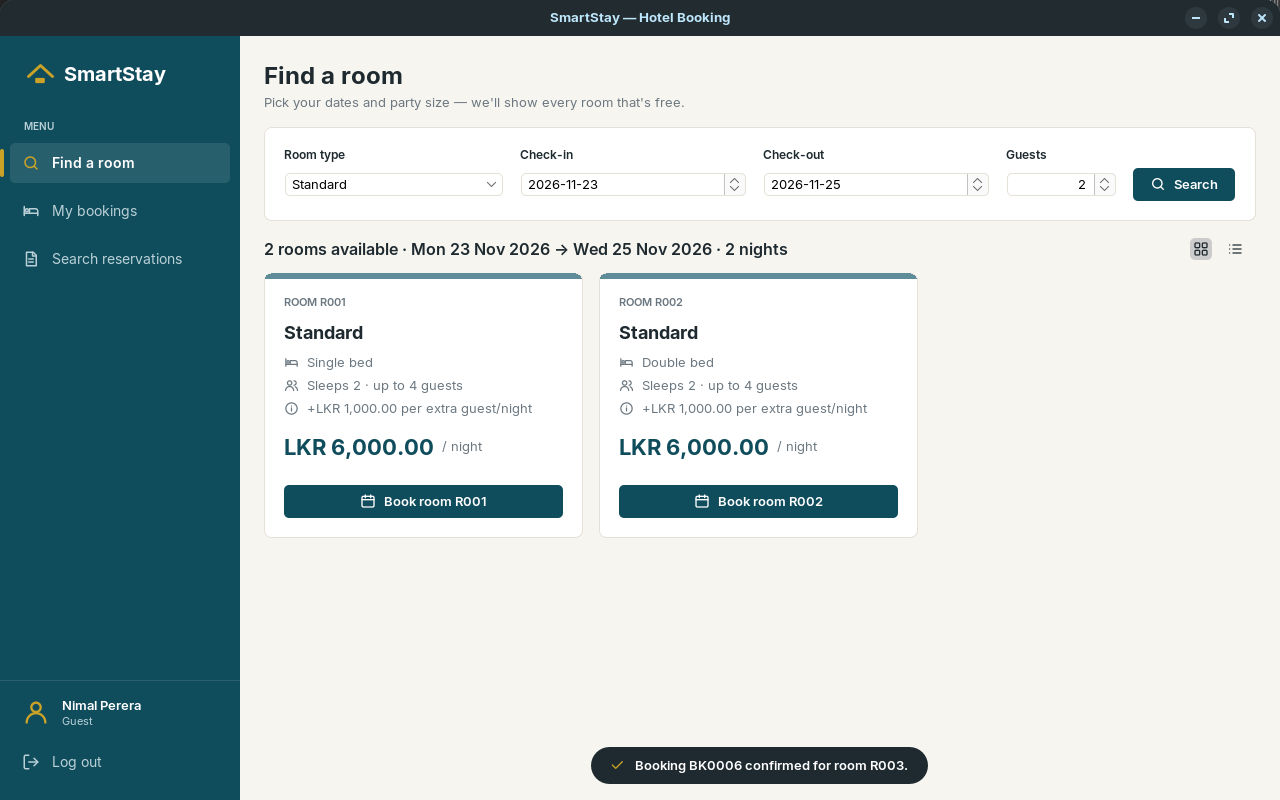 SmartStay — Hotel Booking
SmartStay
MENU
Find a room
My bookings
Search reservations
Nimal Perera
Guest
Log out
Find a room
Pick your dates and party size — we'll show every room that's free.
Room type
Check-in
Check-out
Guests
Standard
2026-11-23
2026-11-25
2
Search
2 rooms available · Mon 23 Nov 2026 → Wed 25 Nov 2026 · 2 nights
ROOM R001
Standard
Single bed
Sleeps 2 · up to 4 guests
+LKR 1,000.00 per extra guest/night
LKR 6,000.00 / night
Book room R001
ROOM R002
Standard
Double bed
Sleeps 2 · up to 4 guests
+LKR 1,000.00 per extra guest/night
LKR 6,000.00 / night
Book room R002
Booking BK0006 confirmed for room R003.